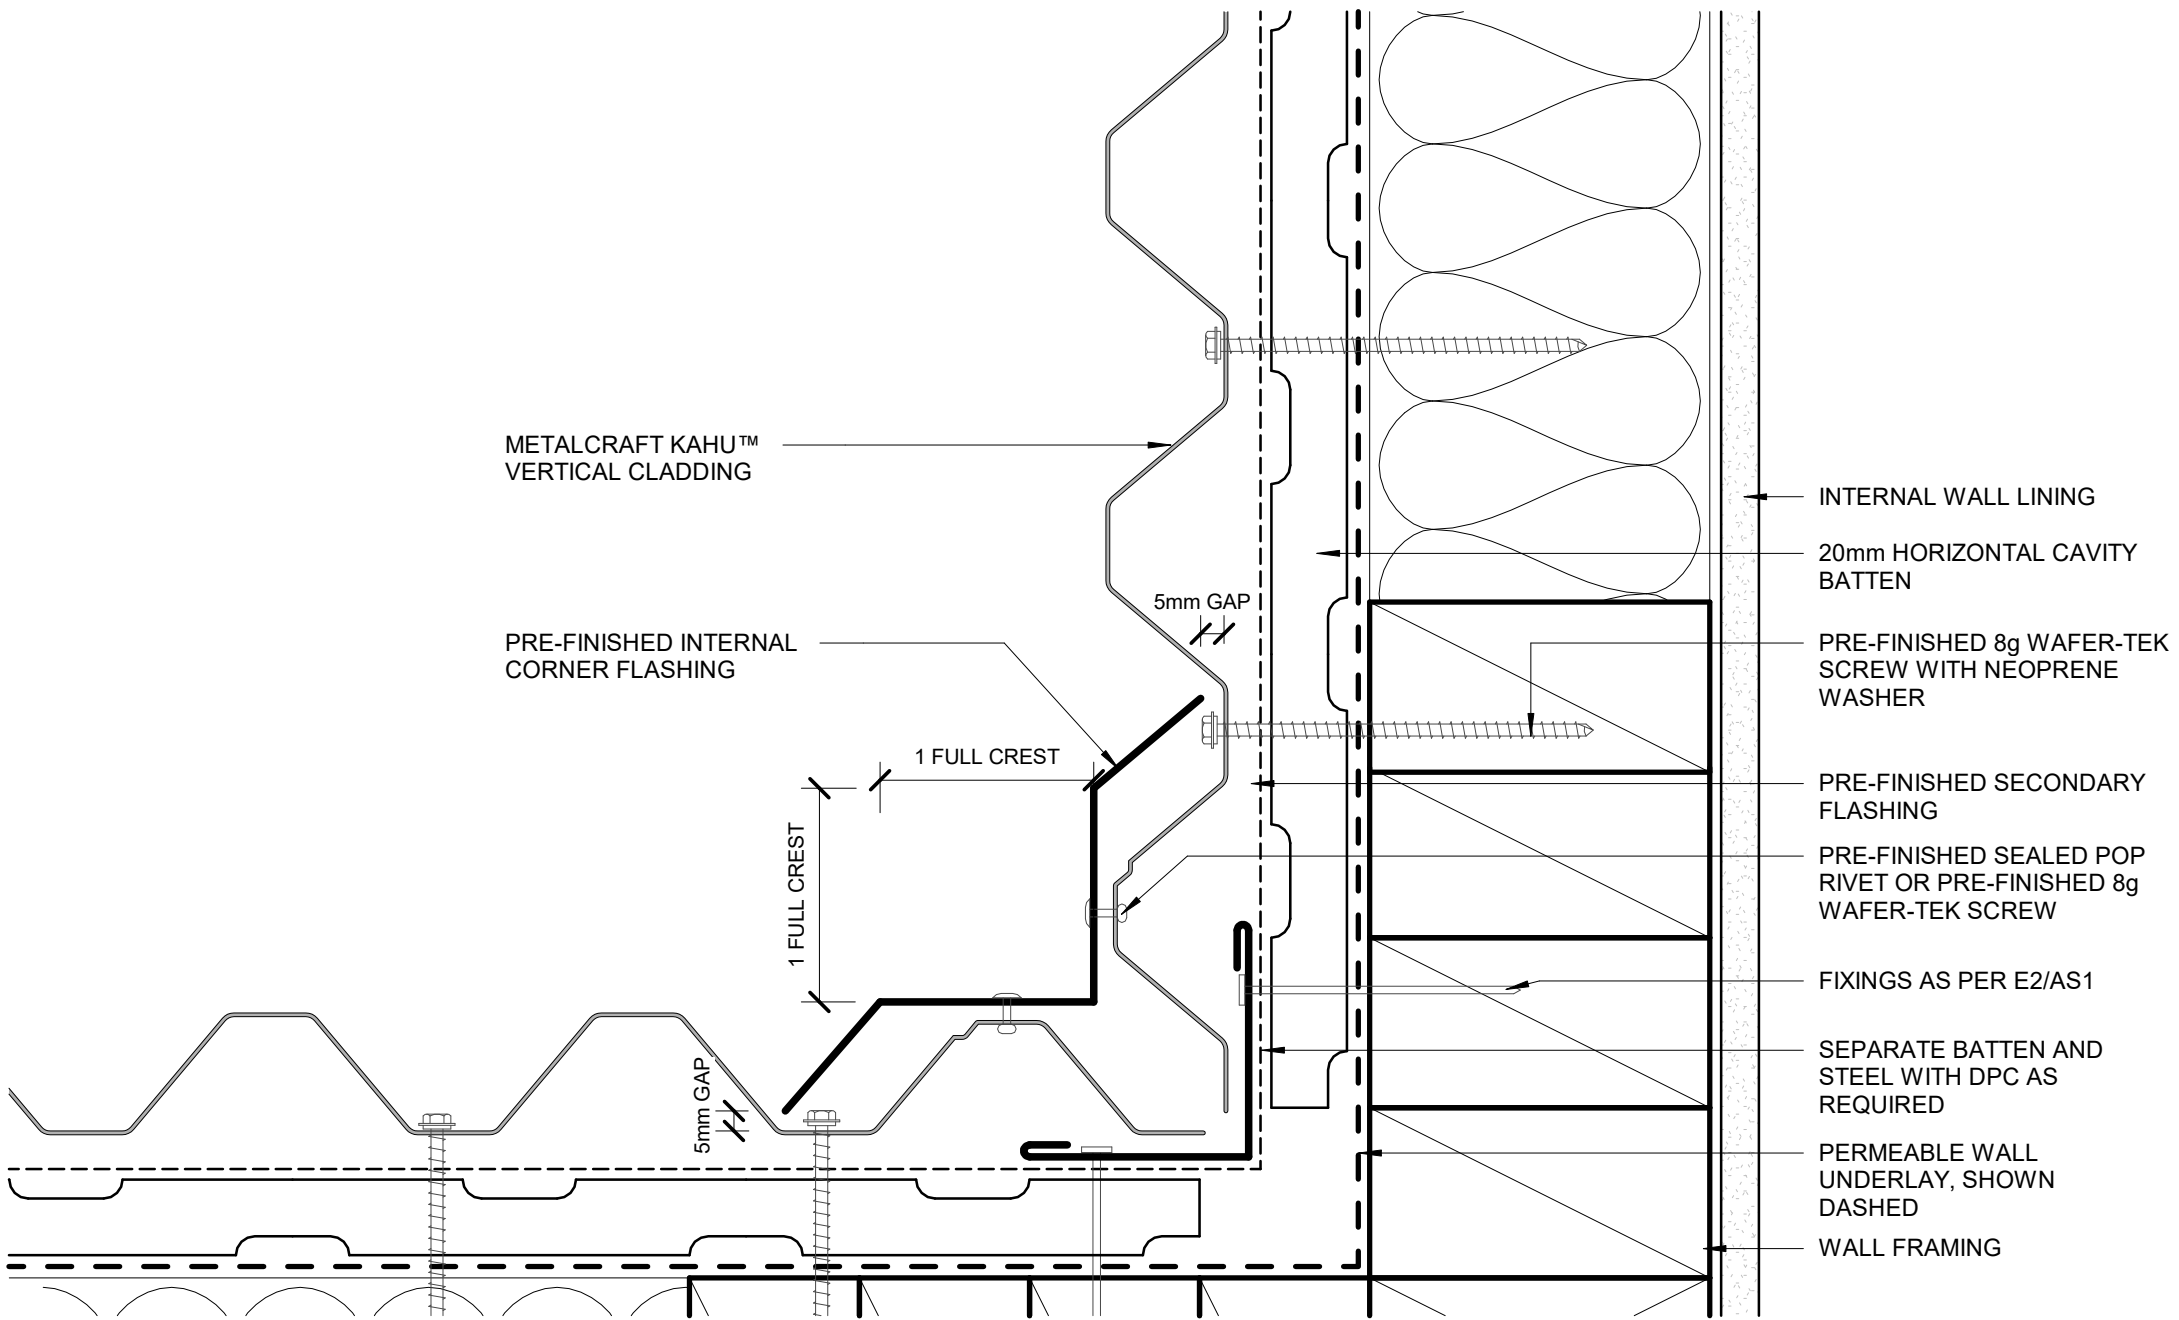 METALCRAFT KAHU™
VERTICAL CLADDING
PRE-FINISHED INTERNAL
CORNER FLASHING
5mm GAP
1 FULL CREST
1 FULL CREST
5mm GAP
INTERNAL WALL LINING
20mm HORIZONTAL CAVITY
BATTEN
PRE-FINISHED 8g WAFER-TEK
SCREW WITH NEOPRENE
WASHER
PRE-FINISHED SECONDARY
FLASHING
PRE-FINISHED SEALED POP
RIVET OR PRE-FINISHED 8g
WAFER-TEK SCREW
FIXINGS AS PER E2/AS1
SEPARATE BATTEN AND
STEEL WITH DPC AS
REQUIRED
PERMEABLE WALL
UNDERLAY, SHOWN
DASHED
WALL FRAMING